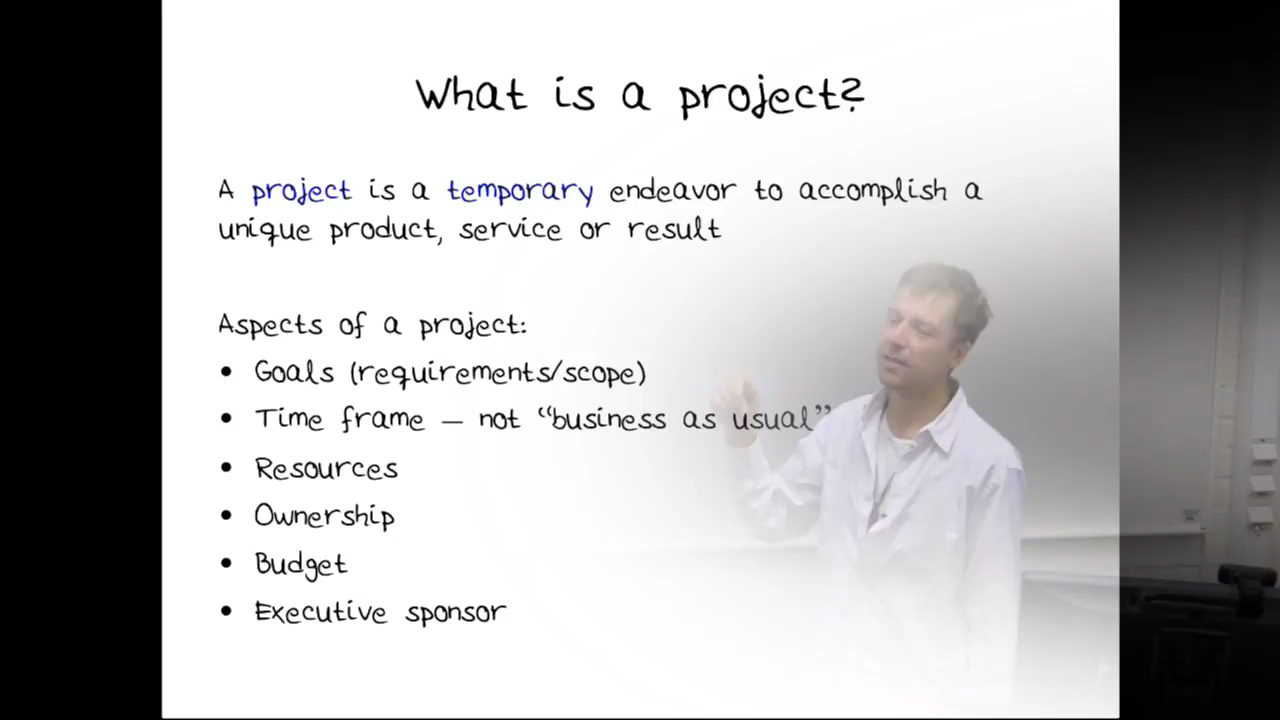 What is a project?
A project is a temporary endeavor to accomplish a
unique product, service or result
Aspects of a project:
• Goals (requirements/scope)
• Time frame – not “business as usual”
• Resources
• Ownership
• Budget
• Executive sponsor